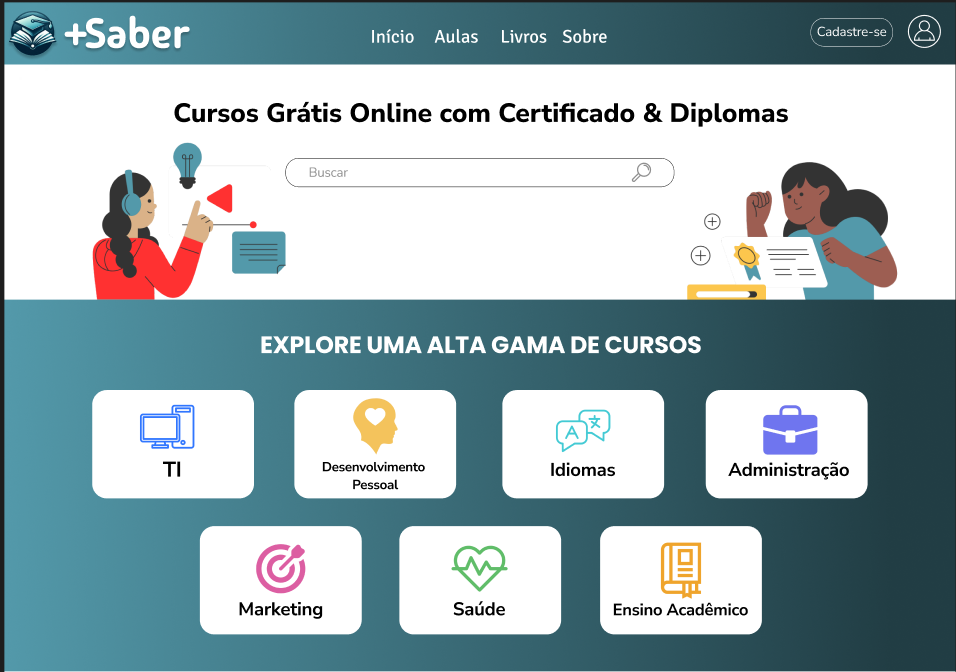 +Saber
Início Aulas Livros Sobre
Cadastre-se
Cursos Grátis Online com Certificado & Diplomas
Buscar
EXPLORE UMA ALTA GAMA DE CURSOS
TI
Desenvolvimento
Pessoal
Idiomas
Administração
Marketing
Saúde
Ensino Acadêmico